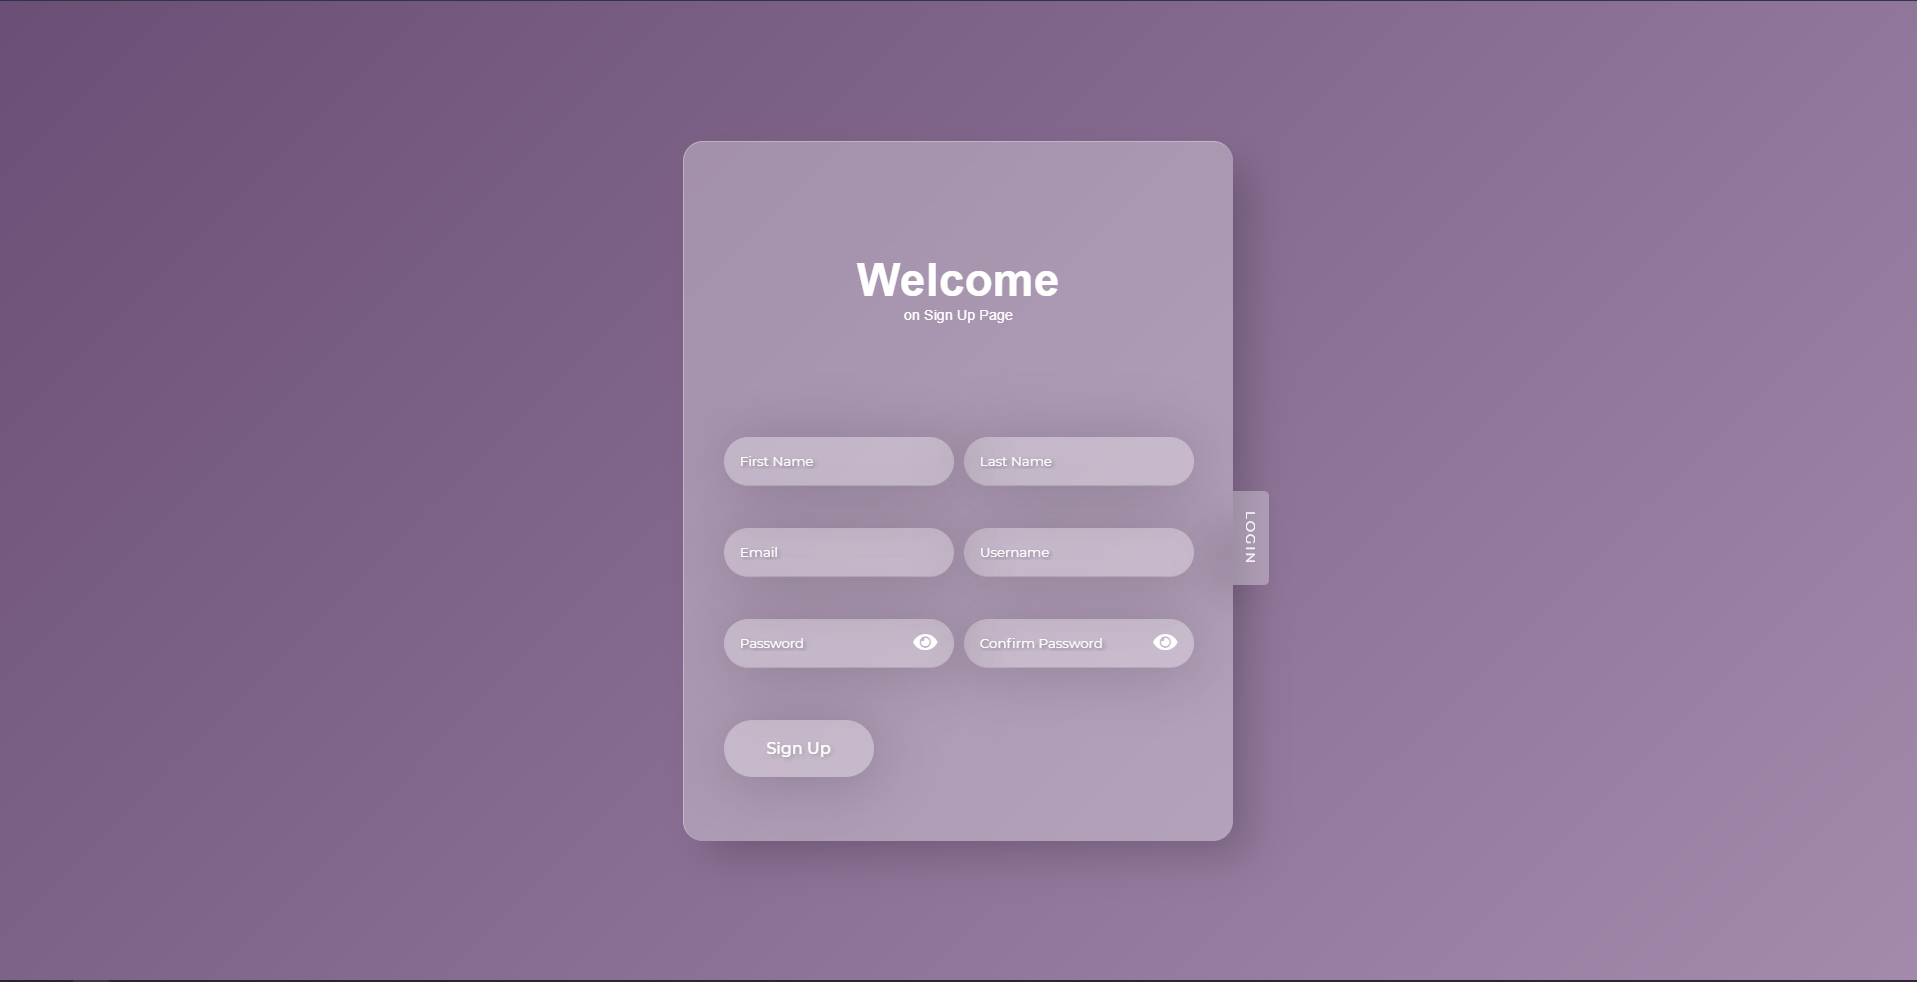 Welcome
on Sign Up Page
First Name
Last Name
Email
Username
LOGIN
Password
Confirm Password
Sign Up